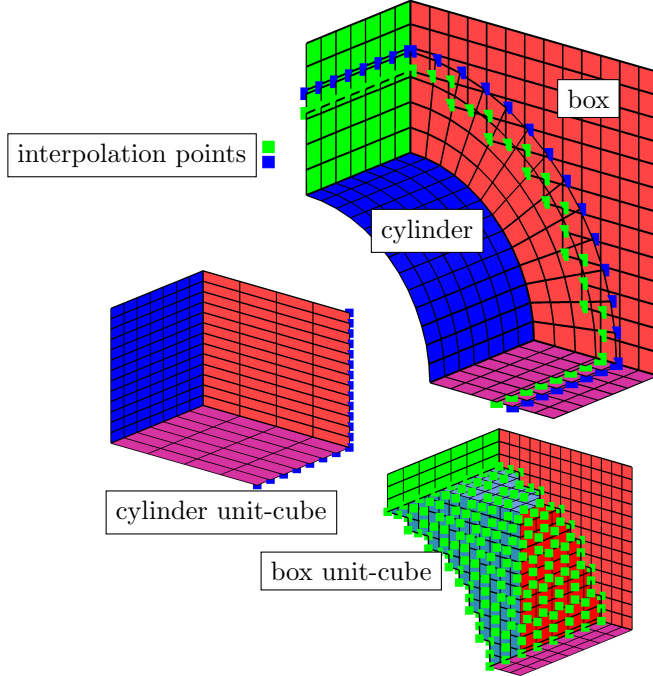 box
interpolation points
cylinder
cylinder unit-cube
box unit-cube